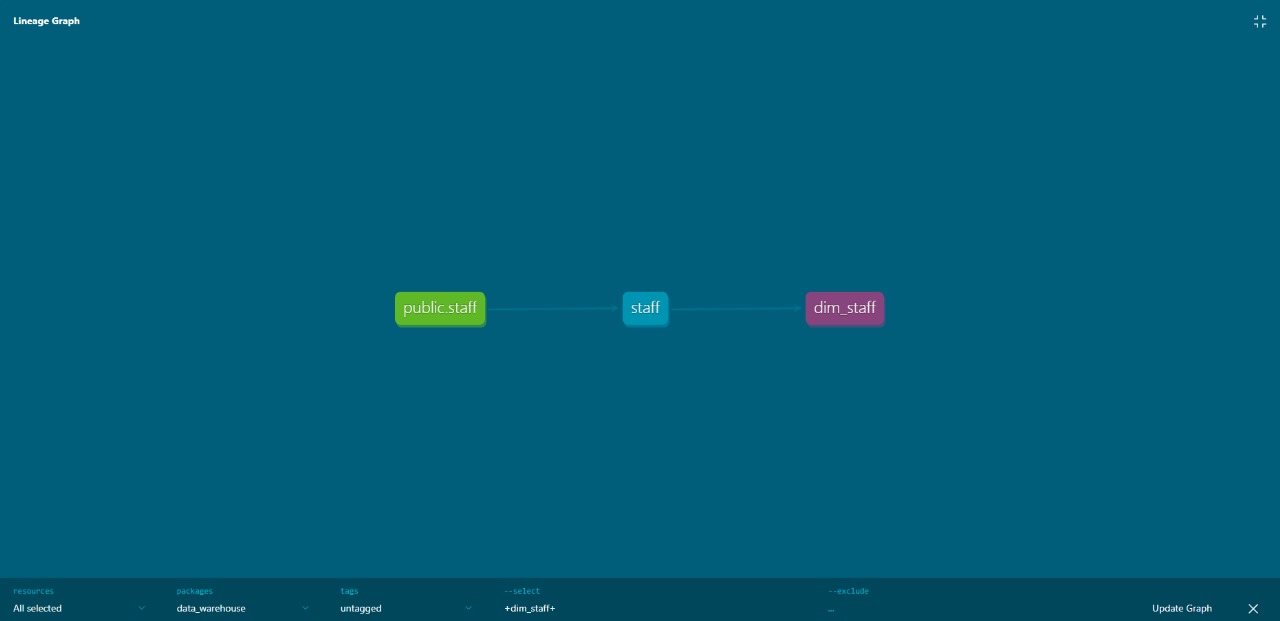 Lineage Graph
public.staff
staff
dim_staff
resources
packages
tags
--select
--exclude
All selected
data_warehouse
untagged
+dim_staff+
...
Update Graph